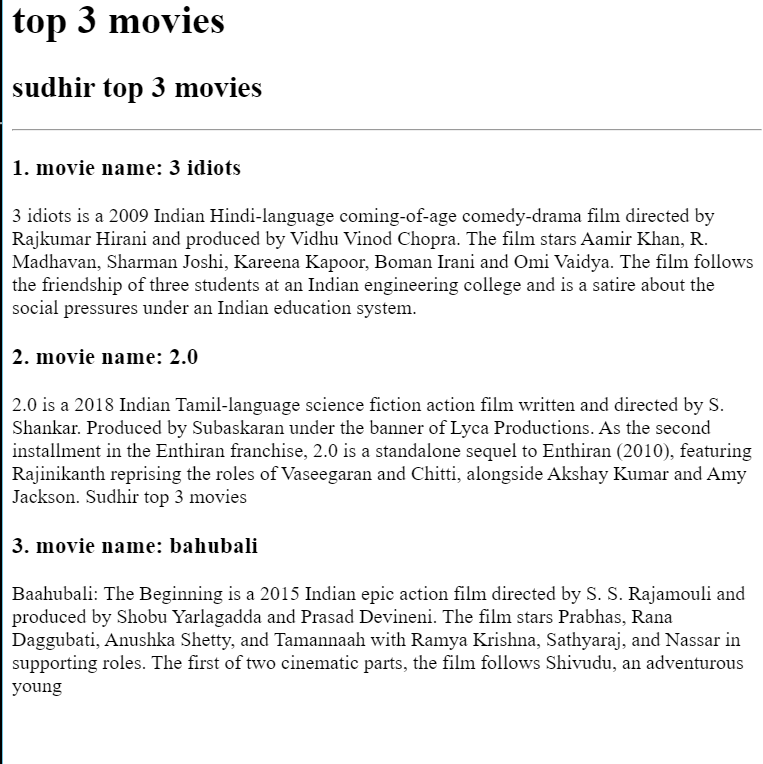 top 3 movies
sudhir top 3 movies
1. movie name: 3 idiots
3 idiots is a 2009 Indian Hindi-language coming-of-age comedy-drama film directed by
Rajkumar Hirani and produced by Vidhu Vinod Chopra. The film stars Aamir Khan, R.
Madhavan, Sharman Joshi, Kareena Kapoor, Boman Irani and Omi Vaidya. The film follows
the friendship of three students at an Indian engineering college and is a satire about the
social pressures under an Indian education system.
2. movie name: 2.0
2.0 is a 2018 Indian Tamil-language science fiction action film written and directed by S.
Shankar. Produced by Subaskaran under the banner of Lyca Productions. As the second
installment in the Enthiran franchise, 2.0 is a standalone sequel to Enthiran (2010), featuring
Rajinikanth reprising the roles of Vaseegaran and Chitti, alongside Akshay Kumar and Amy
Jackson. Sudhir top 3 movies
3. movie name: bahubali
Baahubali: The Beginning is a 2015 Indian epic action film directed by S. S. Rajamouli and
produced by Shobu Yarlagadda and Prasad Devineni. The film stars Prabhas, Rana
Daggubati, Anushka Shetty, and Tamannaah with Ramya Krishna, Sathyaraj, and Nassar in
supporting roles. The first of two cinematic parts, the film follows Shivudu, an adventurous
young